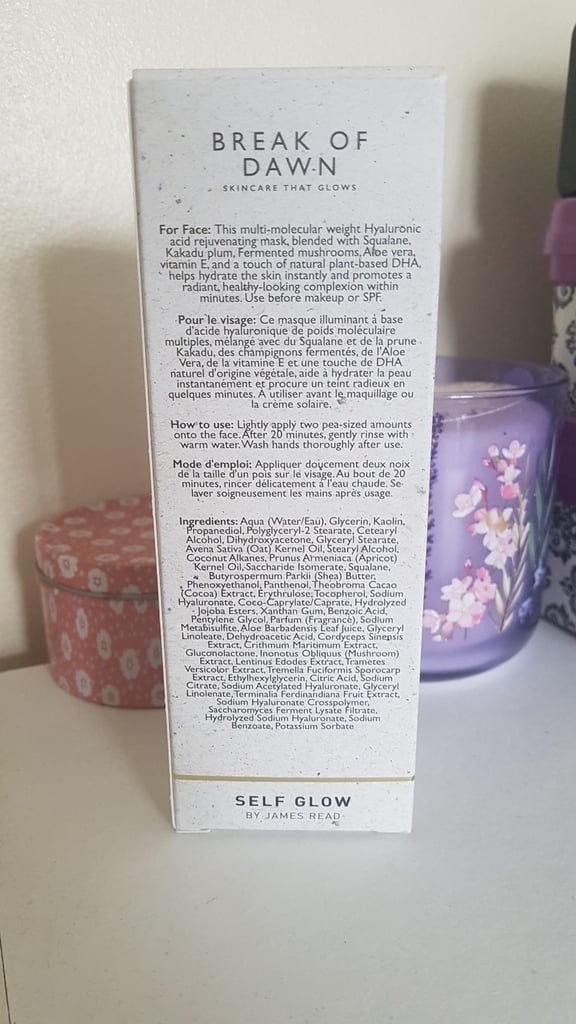 BREAK OF
DAWN
SKINCARE THAT GLOWS
For Face: This multi-molecular weight Hyaluronic
acid rejuvenating mask, blended with Squalane,
Kakadu plum, Fermented mushrooms, Aloe vera,
vitamin E, and a touch of natural plant-based DHA,
helps hydrate the skin instantly and promotes a
radiant, healthy-looking complexion within
minutes. Use before makeup or SPF.
Pour le visage: Ce masque illuminant à base
d'acide hyaluronique de poids moléculaire
multiples, mélangé avec du Squalane et de la prune
Kakadu, des champignons fermentés, de l'Aloe
Vera, de la vitamine E et une touche de DHA
naturel d'origine végétale, aide à hydrater la peau
instantanément et procure un teint radieux en
quelques minutes. À utiliser avant le maquillage ou
la crème solaire.
How to use: Lightly apply two pea-sized amounts
onto the face. After 20 minutes, gently rinse with
warm water. Wash hands thoroughly after use.
Mode d'emploi: Appliquer doucement deux noix
de la taille d'un pois sur le visage. Au bout de 20
minutes, rincer délicatement à l'eau chaude. Se
laver soigneusement les mains après usage.
Ingredients: Aqua (Water/Eau), Glycerin, Kaolin,
Propanediol, Polyglyceryl-2 Stearate, Cetearyl
Alcohol, Dihydroxyacetone, Glyceryl Stearate,
Avena Sativa (Oat) Kernel Oil, Stearyl Alcohol,
Coconut Alkanes, Prunus Armeniaca (Apricot)
Kernel Oil, Saccharide Isomerate, Squalane,
Butyrospermum Parkii (Shea) Butter,
Phenoxyethanol, Panthenol, Theobroma Cacao
(Cocoa) Extract, Erythrulose, Tocopherol, Sodium
Hyaluronate, Coco-Caprylate/Caprate, Hydrolyzed
Jojoba Esters, Xanthan Gum, Benzoic Acid,
Pentylene Glycol, Parfum (Fragrance), Sodium
Metabisulfite, Aloe Barbadensis Leaf Juice, Glyceryl
Linoleate, Dehydroacetic Acid, Cordyceps Sinensis
Extract, Crithmum Maritimum Extract,
Gluconolactone, Inonotus Obliquus (Mushroom)
Extract, Lentinus Edodes Extract, Trametes
Versicolor Extract, Tremella Fuciformis Sporocarp
Extract, Ethylhexylglycerin, Citric Acid, Sodium
Citrate, Sodium Acetylated Hyaluronate, Glyceryl
Linolenate, Terminalia Ferdinandiana Fruit Extract,
Sodium Hyaluronate Crosspolymer,
Saccharomyces Ferment Lysate Filtrate,
Hydrolyzed Sodium Hyaluronate, Sodium
Benzoate, Potassium Sorbate
SELF GLOW
BY JAMES READ